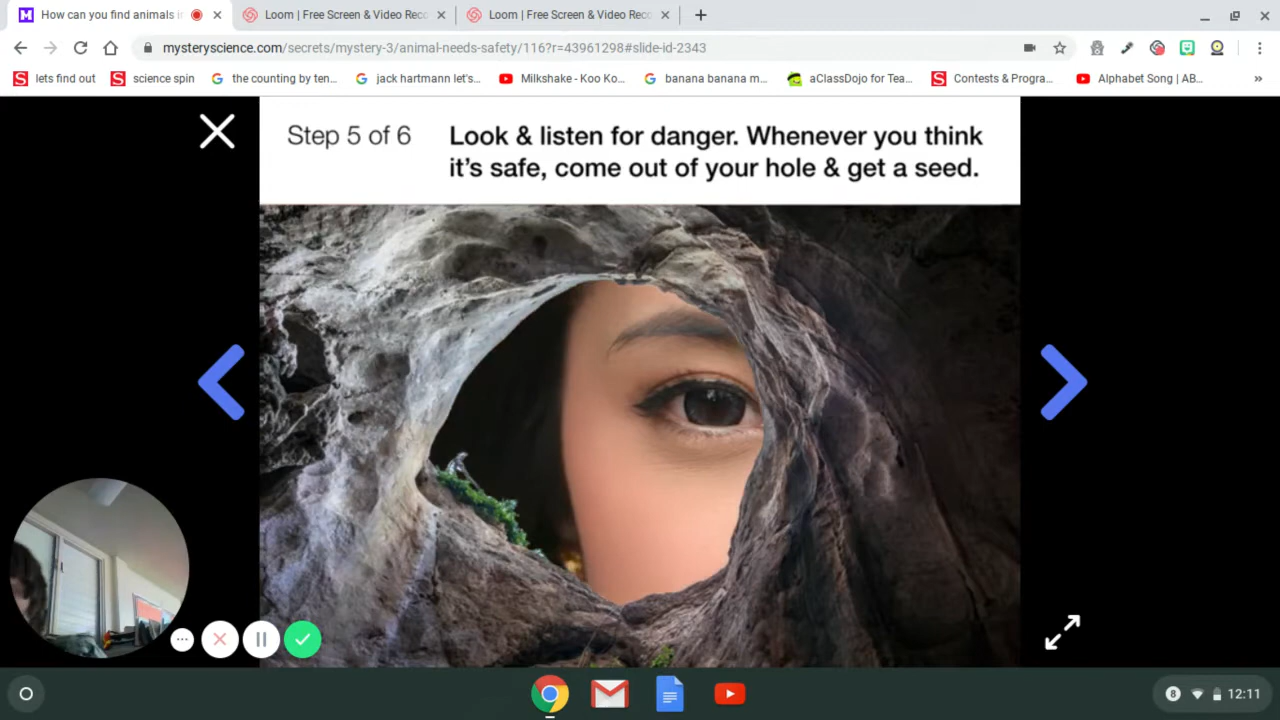 How can you find animals i
Loom | Free Screen & Video Reco
Loom | Free Screen & Video Reco
mysteryscience.com/secrets/mystery-3/animal-needs-safety/116?r=43961298#slide-id-2343
lets find out
science spin
the counting by ten...
jack hartmann let's...
Milkshake - Koo Ko...
banana banana m...
aClassDojo for Tea...
Contests & Progra...
Alphabet Song | AB...
Step 5 of 6
Look & listen for danger. Whenever you think
it's safe, come out of your hole & get a seed.
8
12:11